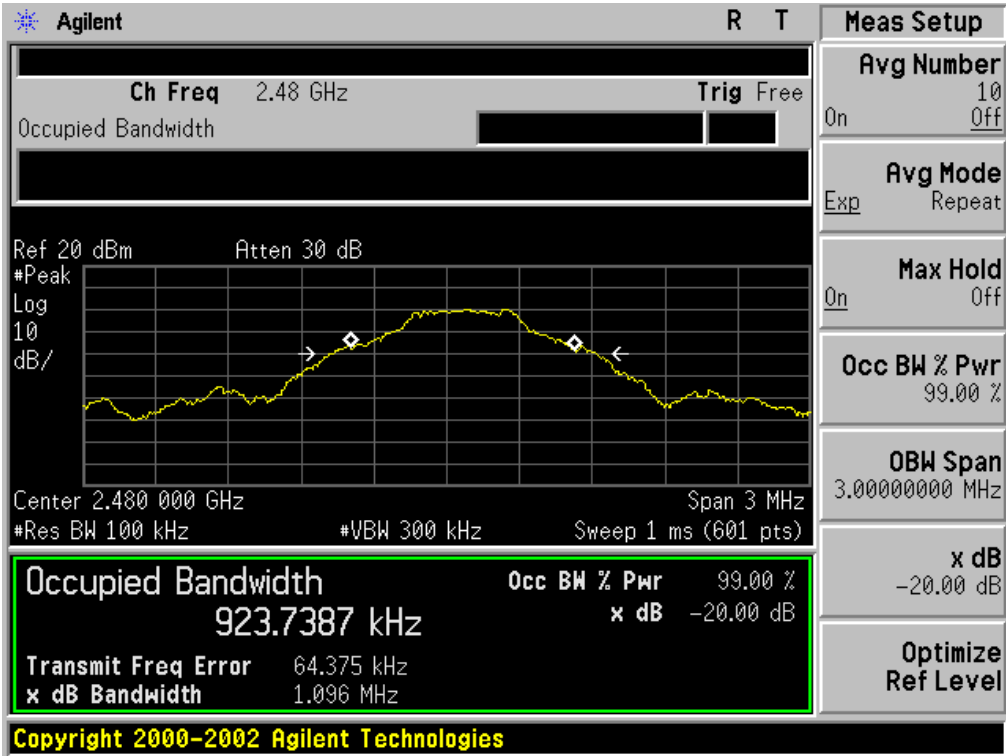 Agilent R T
Ch Freq 2.48 GHz Trig Free
Occupied Bandwidth
Ref 20 dBm Atten 30 dB
#Peak
Log
10
dB/
Center 2.480 000 GHz Span 3 MHz
#Res BW 100 kHz #VBW 300 kHz Sweep 1 ms (601 pts)
Occupied Bandwidth
923.7387 kHz
Occ BW % Pwr 99.00 %
x dB -20.00 dB
Transmit Freq Error 64.375 kHz
x dB Bandwidth 1.096 MHz
Copyright 2000-2002 Agilent Technologies
Meas Setup
Avg Number
10
On Off
Avg Mode
Exp Repeat
Max Hold
On Off
Occ BW % Pwr
99.00 %
OBW Span
3.00000000 MHz
x dB
-20.00 dB
Optimize
Ref Level